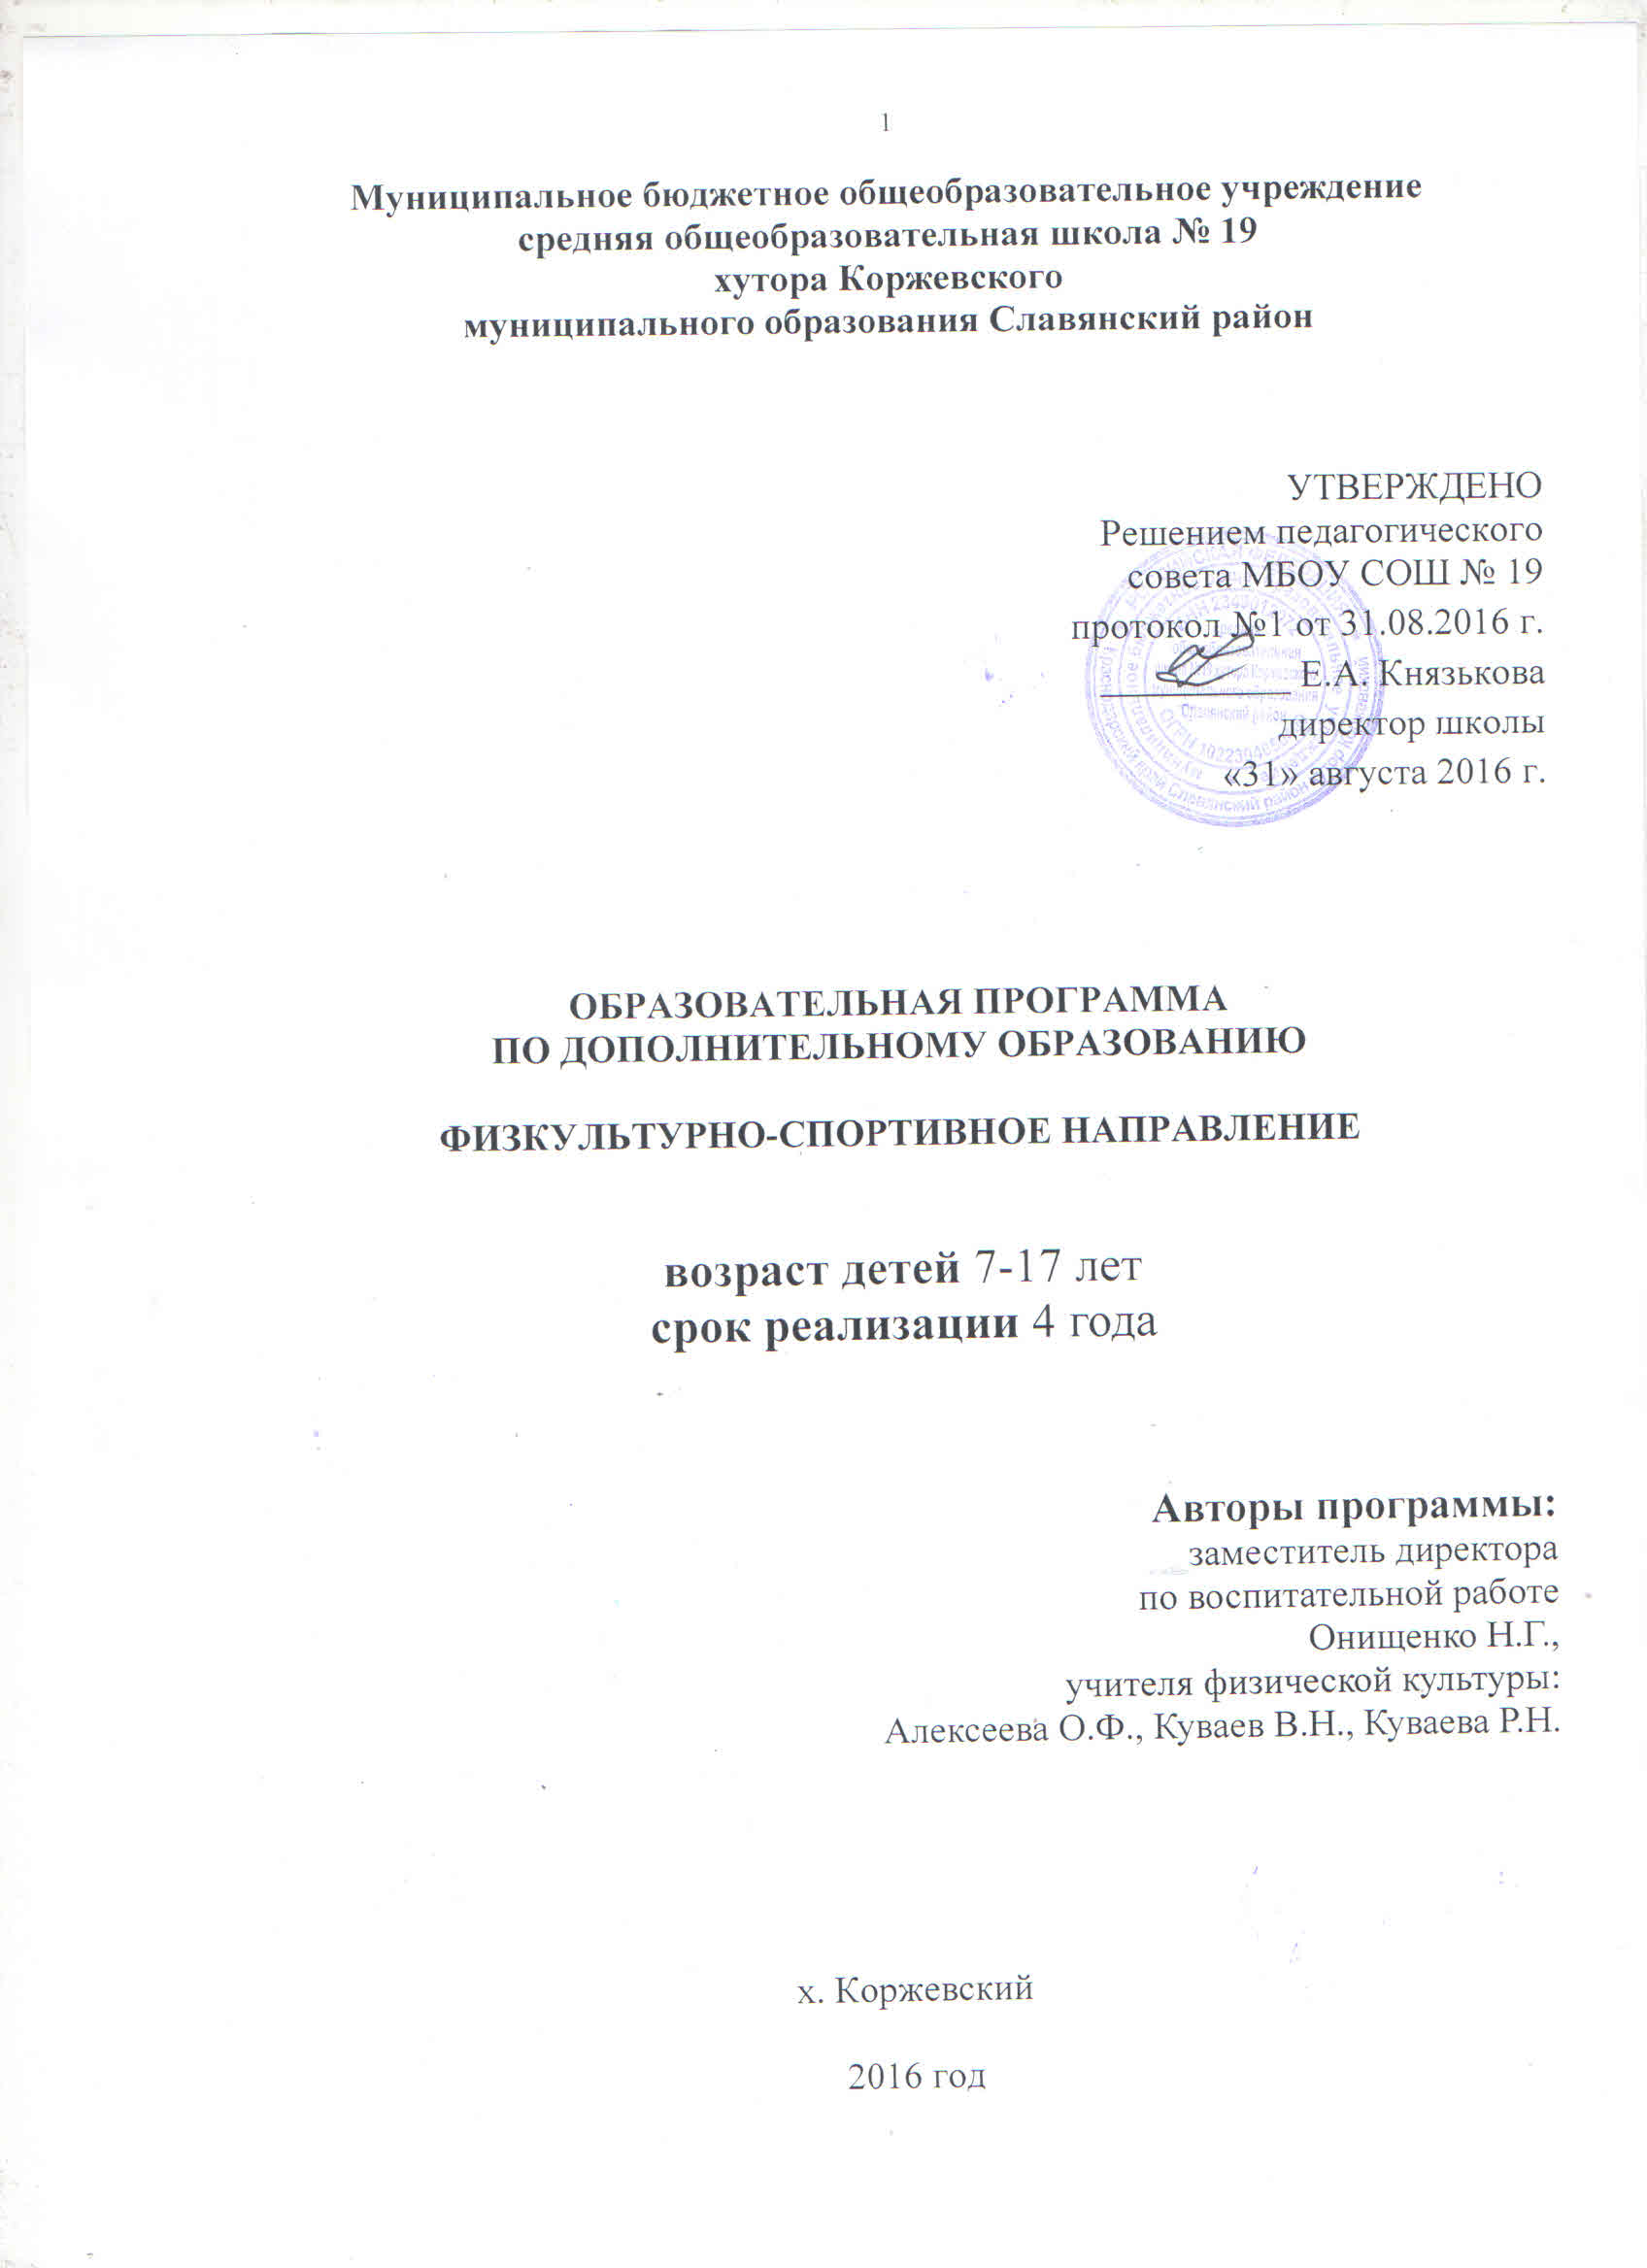 1
Муниципальное бюджетное общеобразовательное учреждение
средняя общеобразовательная школа № 19
хутора Коржевского
муниципального образования Славянский район
УТВЕРЖДЕНО
Решением педагогического
совета МБОУ СОШ № 19
протокол №1 от 31.08.2016 г.
Е.А. Князькова
директор школы
«31» августа 2016 г.
ОБРАЗОВАТЕЛЬНАЯ ПРОГРАММА
ПО ДОПОЛНИТЕЛЬНОМУ ОБРАЗОВАНИЮ
ФИЗКУЛЬТУРНО-СПОРТИВНОЕ НАПРАВЛЕНИЕ
возраст детей 7-17 лет
срок реализации 4 года
Авторы программы:
заместитель директора
по воспитательной работе
Онищенко Н.Г.,
учителя физической культуры:
Алексеева О.Ф., Куваев В.Н., Куваева Р.Н.
х. Коржевский
2016 год